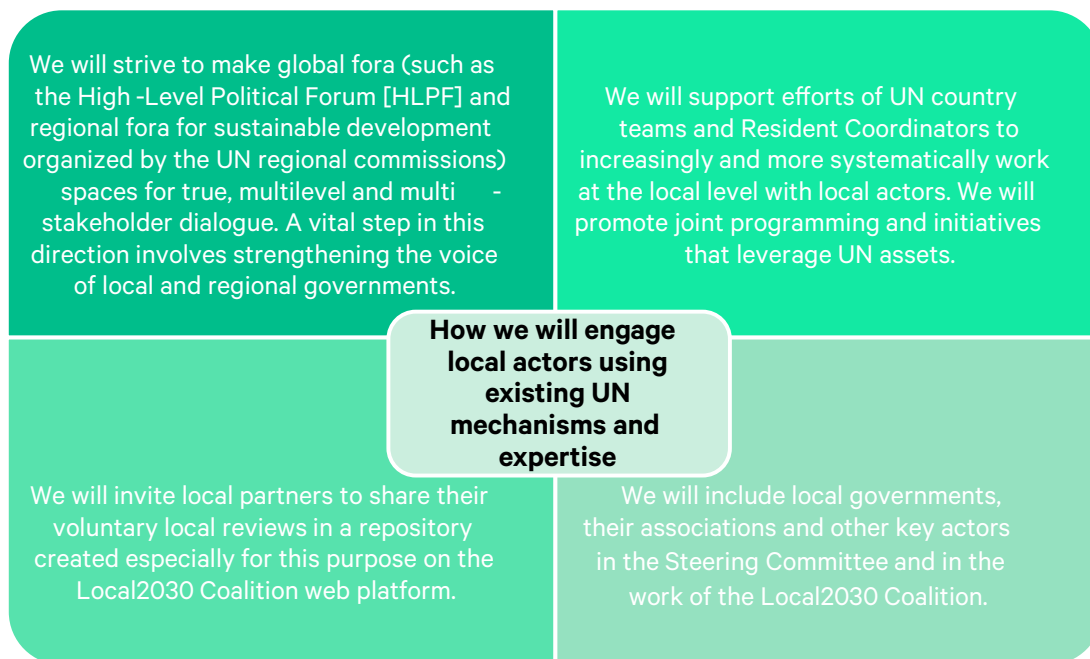 We will strive to make global fora (such as
the High -Level Political Forum [HLPF] and
regional fora for sustainable development
organized by the UN regional commissions)
spaces for true, multilevel and multi -
stakeholder dialogue. A vital step in this
direction involves strengthening the voice
of local and regional governments.
We will support efforts of UN country
teams and Resident Coordinators to
increasingly and more systematically work
at the local level with local actors. We will
promote joint programming and initiatives
that leverage UN assets.
How we will engage
local actors using
existing UN
mechanisms and
expertise
We will invite local partners to share their
voluntary local reviews in a repository
created especially for this purpose on the
Local2030 Coalition web platform.
We will include local governments,
their associations and other key actors
in the Steering Committee and in the
work of the Local2030 Coalition.